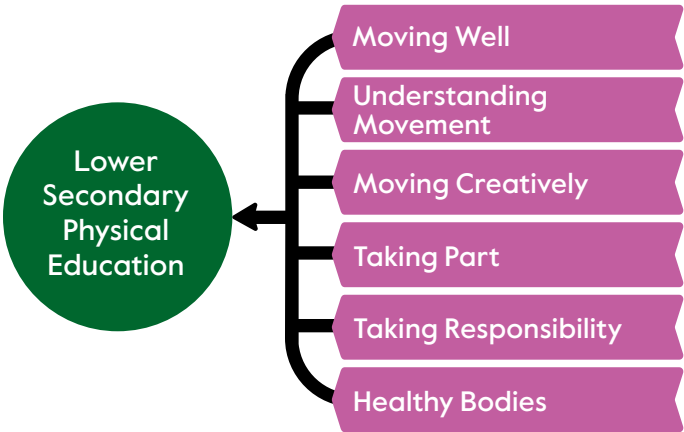 Lower
Secondary
Physical
Education
Moving Well
Understanding
Movement
Moving Creatively
Taking Part
Taking Responsibility
Healthy Bodies